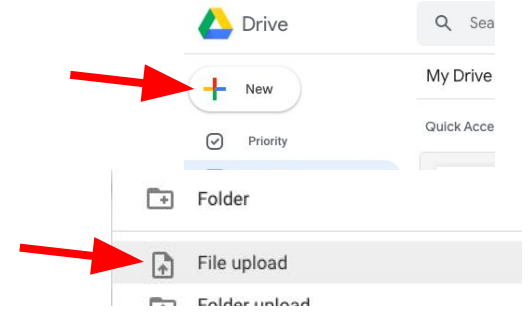 Drive
Sea
New
My Drive
Priority
Quick Acce
Folder
File upload
Folder upload